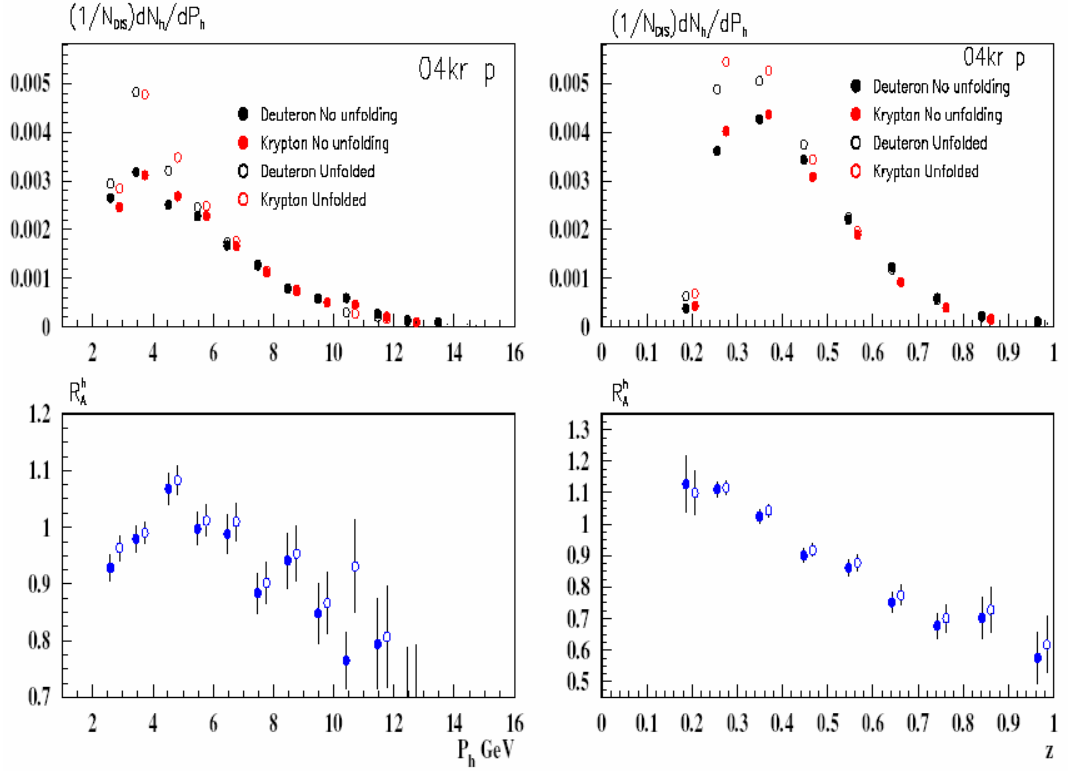 (1/N_DIS)dN_h/dP_h
04kr p
0.005
0.004
0.003
0.002
0.001
0
Deuteron No unfolding
Krypton No unfolding
Deuteron Unfolded
Krypton Unfolded
2 4 6 8 10 12 14 16
(1/N_DIS)dN_h/dP_h
04kr p
0.005
0.004
0.003
0.002
0.001
0
Deuteron No unfolding
Krypton No unfolding
Deuteron Unfolded
Krypton Unfolded
0 0.1 0.2 0.3 0.4 0.5 0.6 0.7 0.8 0.9 1
R_A^h
1.2
1.1
1
0.9
0.8
0.7
2 4 6 8 10 12 14 16
P_h GeV
R_A^h
1.3
1.2
1.1
1
0.9
0.8
0.7
0.6
0.5
0 0.1 0.2 0.3 0.4 0.5 0.6 0.7 0.8 0.9 1
z